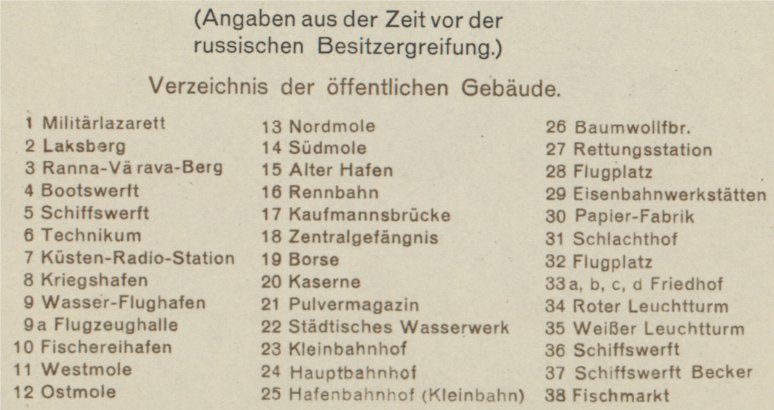 (Angaben aus der Zeit vor der
russischen Besitzergreifung.)
Verzeichnis der öffentlichen Gebäude.
1 Militärlazarett
2 Laksberg
3 Ranna-Värava-Berg
4 Bootswerft
5 Schiffswerft
6 Technikum
7 Küsten-Radio-Station
8 Kriegshafen
9 Wasser-Flughafen
9a Flugzeughalle
10 Fischereihafen
11 Westmole
12 Ostmole
13 Nordmole
14 Südmole
15 Alter Hafen
16 Rennbahn
17 Kaufmannsbrücke
18 Zentralgefängnis
19 Borse
20 Kaserne
21 Pulvermagazin
22 Städtisches Wasserwerk
23 Kleinbahnhof
24 Hauptbahnhof
25 Hafenbahnhof (Kleinbahn)
26 Baumwollfbr.
27 Rettungsstation
28 Flugplatz
29 Eisenbahnwerkstätten
30 Papier-Fabrik
31 Schlachthof
32 Flugplatz
33a, b, c, d Friedhof
34 Roter Leuchtturm
35 Weißer Leuchtturm
36 Schiffswerft
37 Schiffswerft Becker
38 Fischmarkt